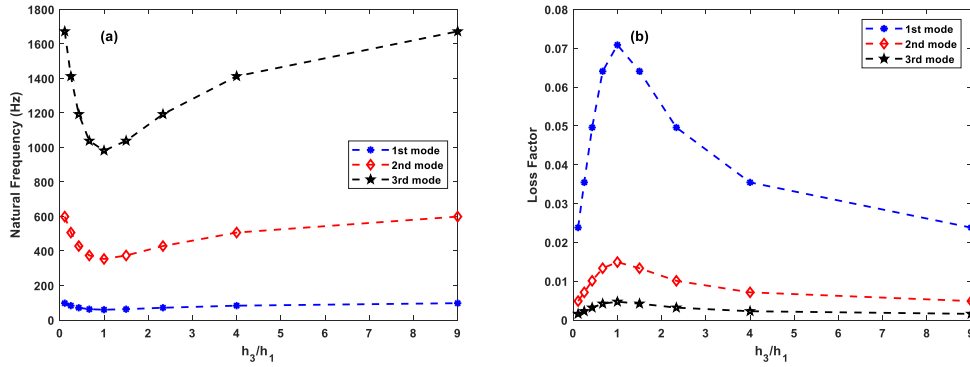 (a)
1800
1600
1400
1200
1000
800
600
400
200
0
Natural Frequency (Hz)
1st mode
2nd mode
3rd mode
0 1 2 3 4 5 6 7 8 9
h3/h1
(b)
0.08
0.07
0.06
0.05
0.04
0.03
0.02
0.01
0
Loss Factor
1st mode
2nd mode
3rd mode
0 1 2 3 4 5 6 7 8 9
h3/h1